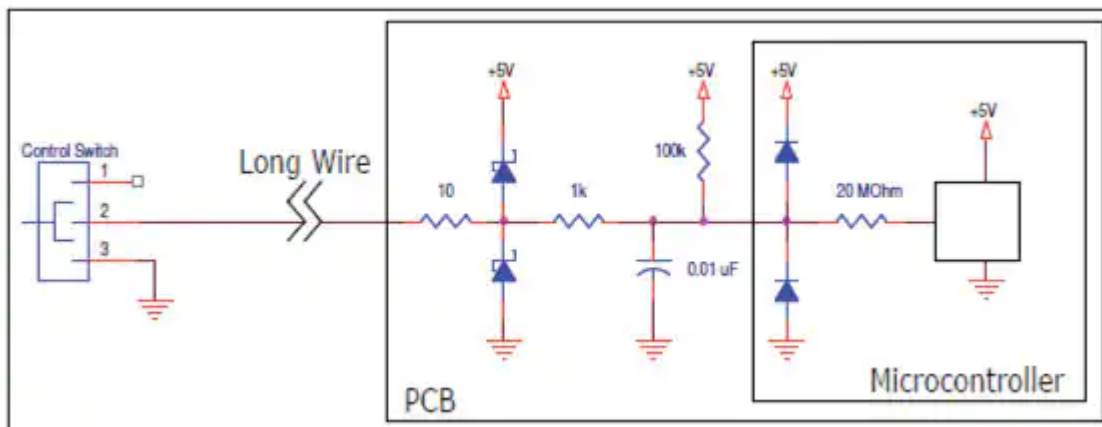 +5V
+5V
+5V
+5V
Control Switch
1
Long Wire
100k
10
1k
20 MOhm
2
3
0.01 uF
Microcontroller
PCB